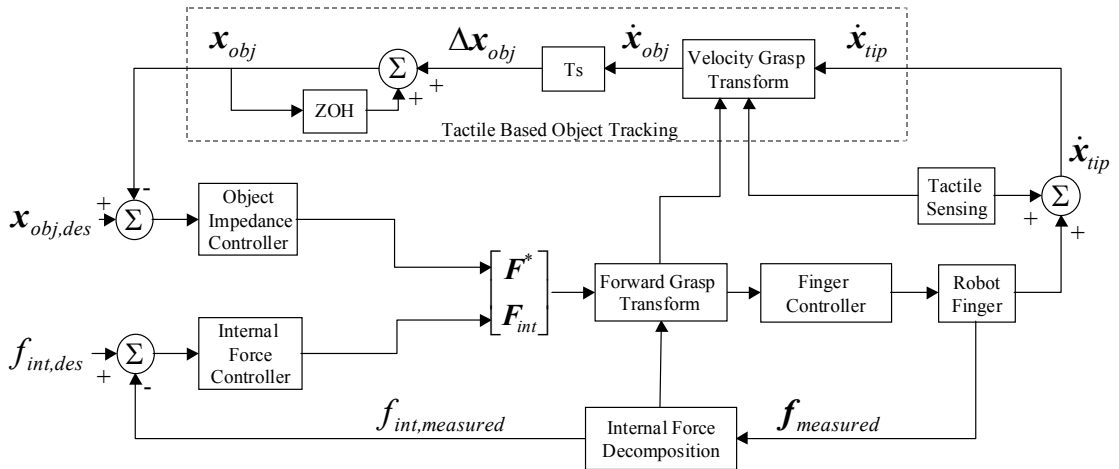 x_obj
Δx_obj
ẋ_obj
ẋ_tip
Σ
+
+
Ts
Velocity Grasp
Transform
ZOH
Tactile Based Object Tracking
ẋ_tip
-
+
Σ
x_obj,des
Object
Impedance
Controller
Tactile
Sensing
Σ
+
+
F*
F_int
Forward Grasp
Transform
Finger
Controller
Robot
Finger
f_int,des
+
Σ
-
Internal
Force
Controller
f_int,measured
Internal Force
Decomposition
f_measured